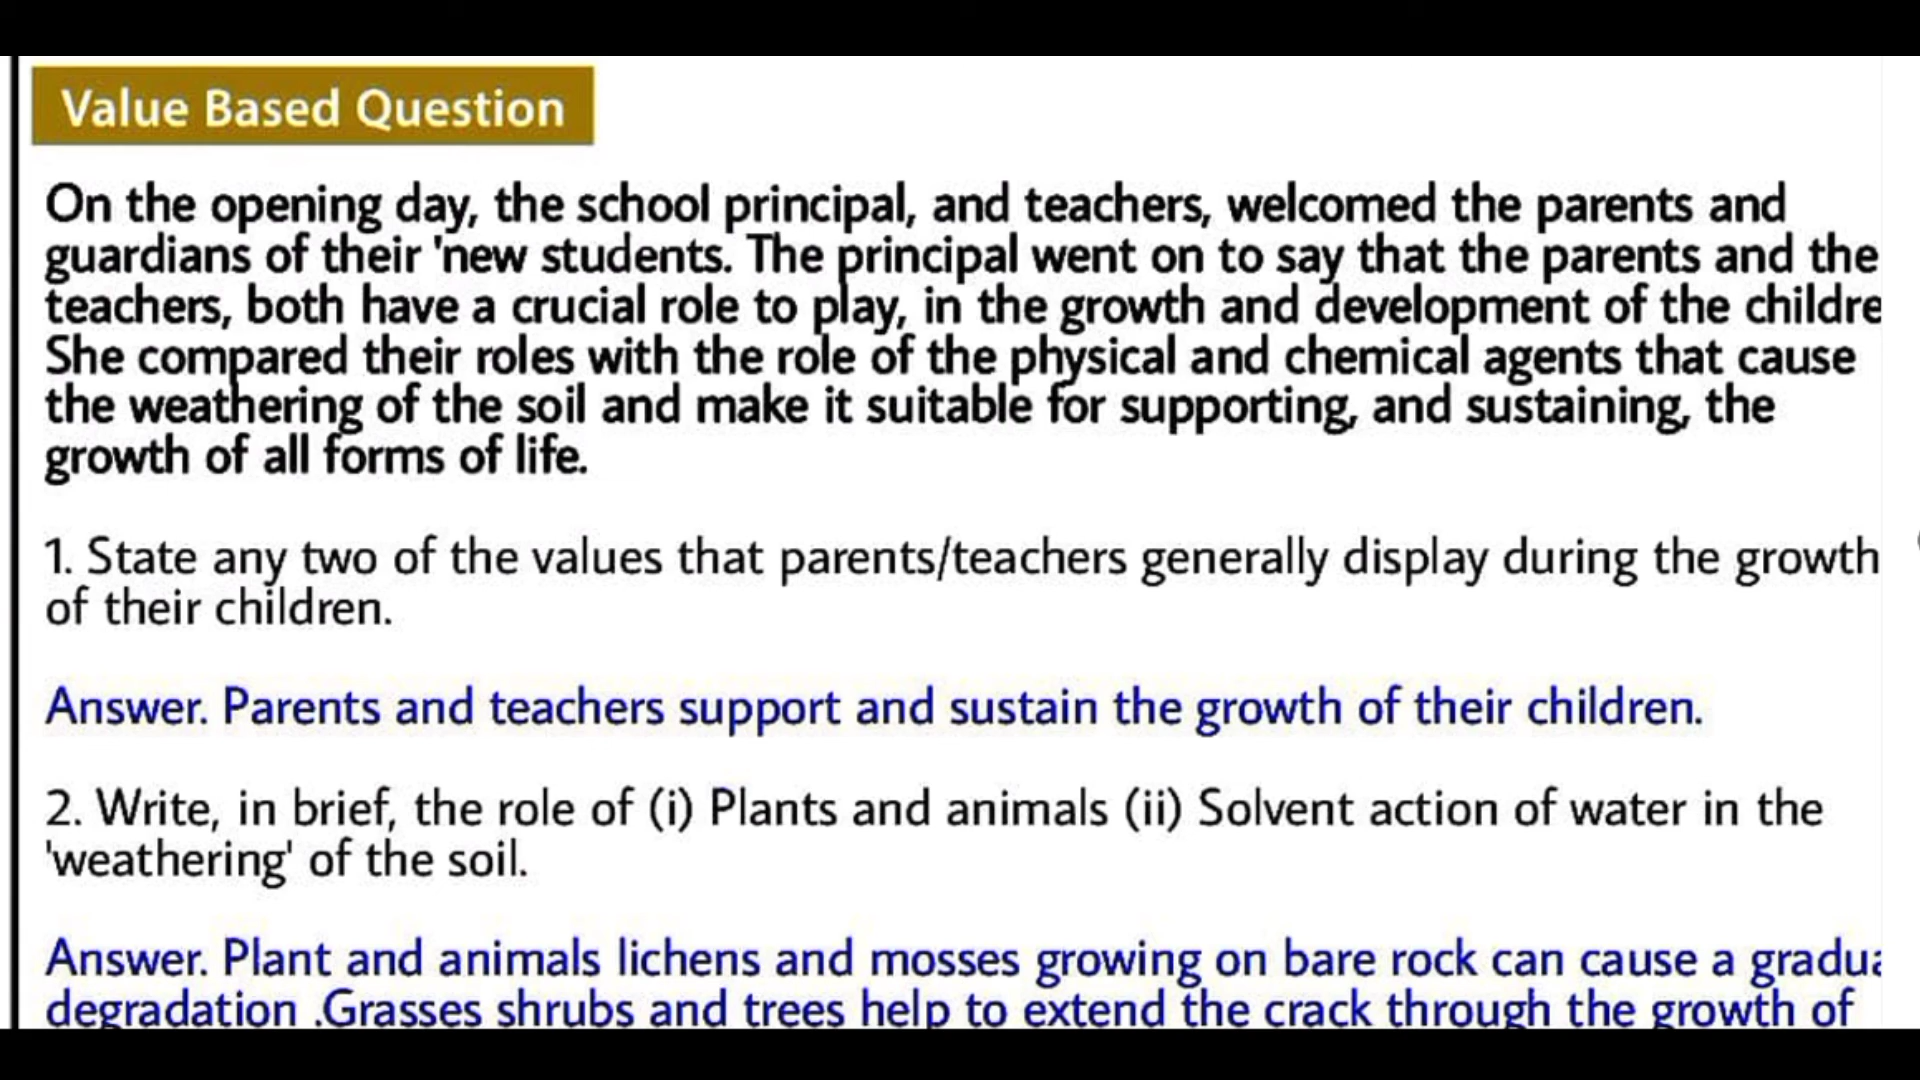 Value Based Question
On the opening day, the school principal, and teachers, welcomed the parents and
guardians of their 'new students. The principal went on to say that the parents and the
teachers, both have a crucial role to play, in the growth and development of the childre
She compared their roles with the role of the physical and chemical agents that cause
the weathering of the soil and make it suitable for supporting, and sustaining, the
growth of all forms of life.
1. State any two of the values that parents/teachers generally display during the growth
of their children.
Answer. Parents and teachers support and sustain the growth of their children.
2. Write, in brief, the role of (i) Plants and animals (ii) Solvent action of water in the
'weathering' of the soil.
Answer. Plant and animals lichens and mosses growing on bare rock can cause a gradua
degradation .Grasses shrubs and trees help to extend the crack through the growth of